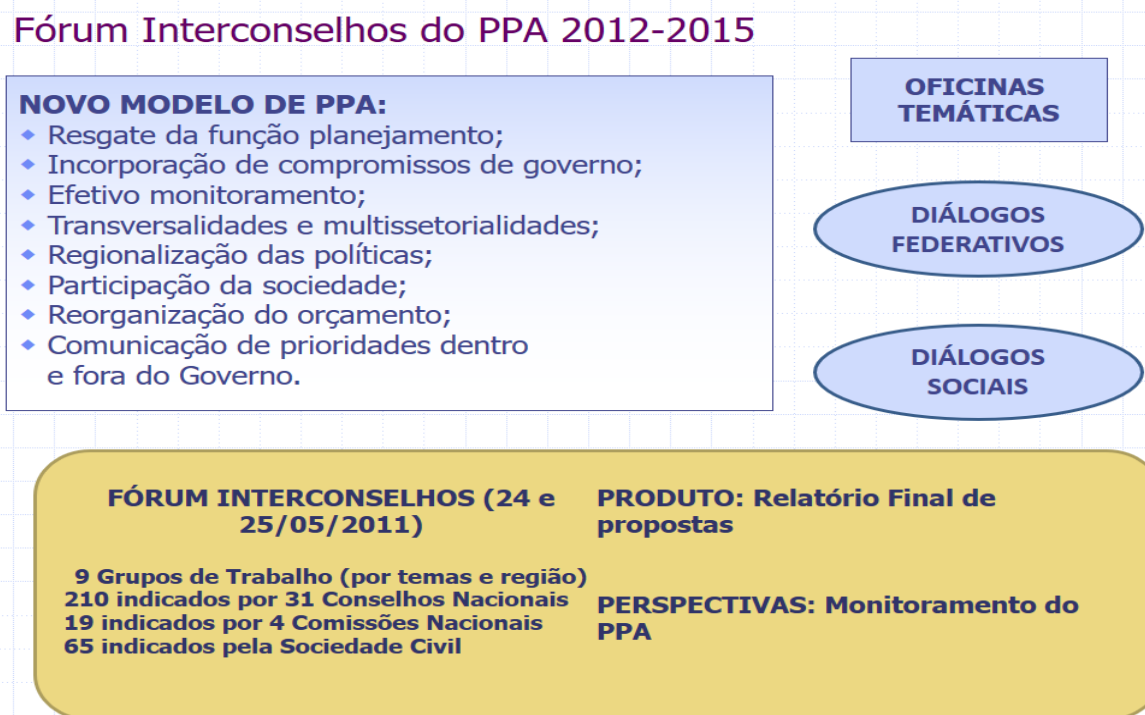 Fórum Interconselhos do PPA 2012-2015
NOVO MODELO DE PPA:
Resgate da função planejamento;
Incorporação de compromissos de governo;
Efetivo monitoramento;
Transversalidades e multissetorialidades;
Regionalização das políticas;
Participação da sociedade;
Reorganização do orçamento;
Comunicação de prioridades dentro
e fora do Governo.
OFICINAS
TEMÁTICAS
DIÁLOGOS
FEDERATIVOS
DIÁLOGOS
SOCIAIS
FÓRUM INTERCONSELHOS (24 e
25/05/2011)
9 Grupos de Trabalho (por temas e região)
210 indicados por 31 Conselhos Nacionais
19 indicados por 4 Comissões Nacionais
65 indicados pela Sociedade Civil
PRODUTO: Relatório Final de
propostas
PERSPECTIVAS: Monitoramento do
PPA